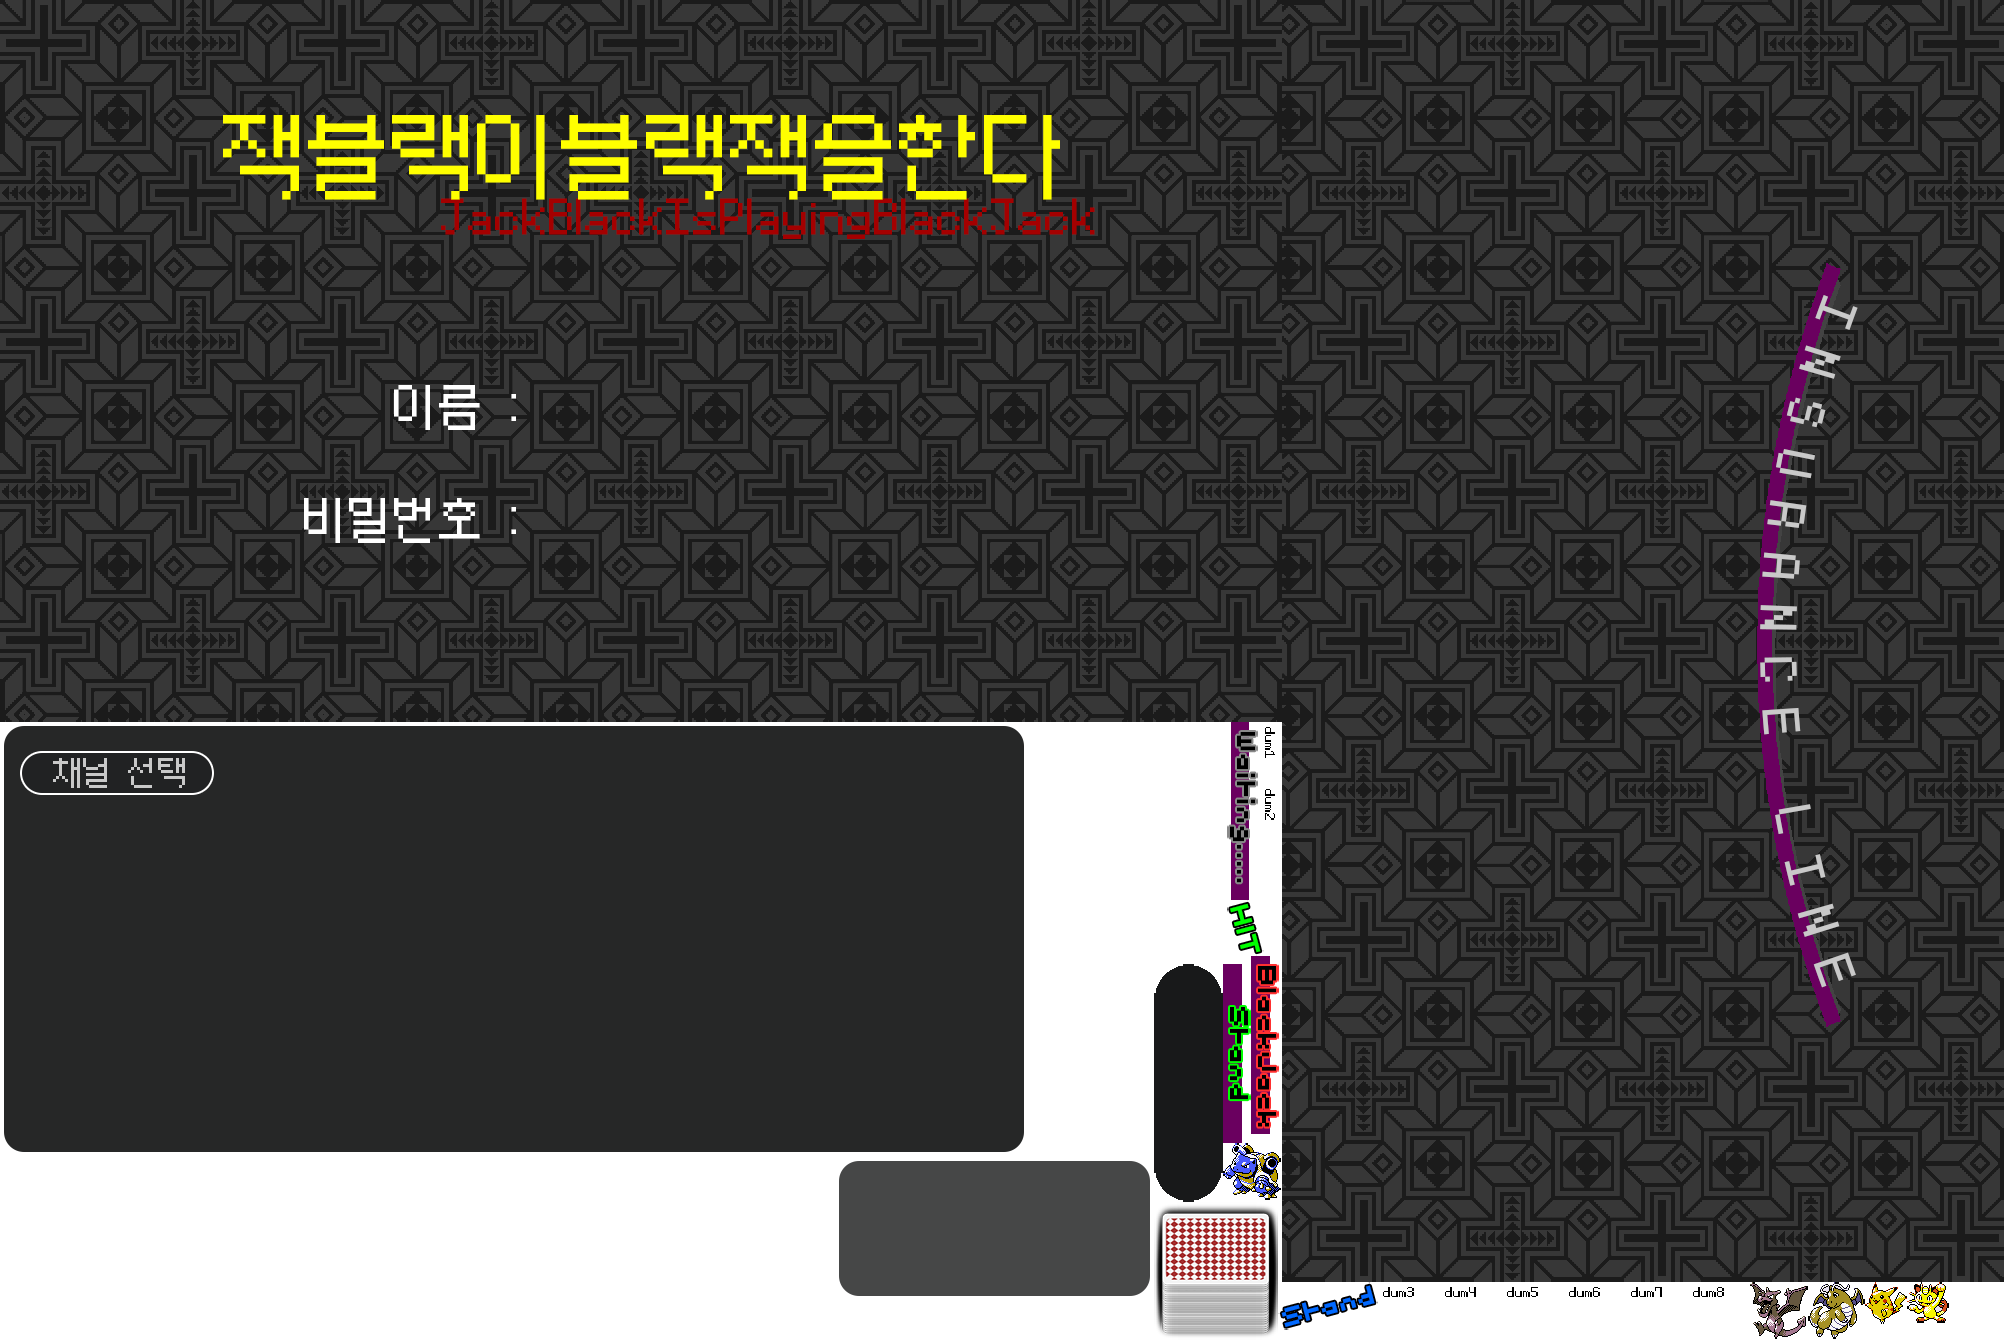 잭블랙이블랙잭을한다
JackBlackIsPlayingBlackJack
이름 :
비밀번호 :
INSURANCE LINE
채널 선택
Waiting......
dum1
dum2
HIT
BlackJack
Stand
Stand
dum3
dum4
dum5
dum6
dum7
dum8